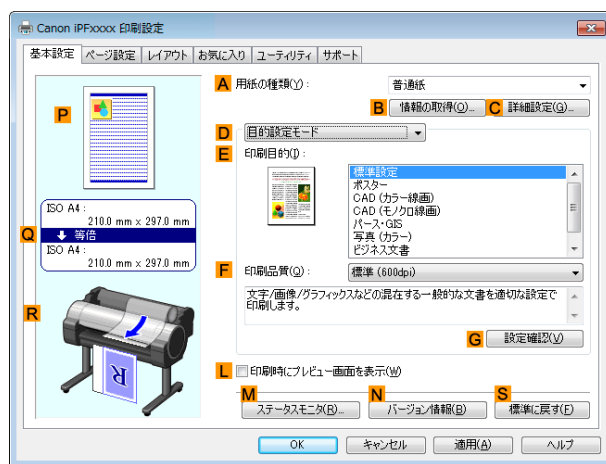 Canon iPFxxxx 印刷設定
基本設定 ページ設定 レイアウト お気に入り ユーティリティ サポート
A 用紙の種類(Y): 普通紙
B 情報の取得(O)... C 詳細設定(G)...
P
D 目的設定モード
E 印刷目的(I):
標準設定
ポスター
CAD (カラー線画)
CAD (モノクロ線画)
パース・GIS
写真 (カラー)
ビジネス文書
ISO A4 :
210.0 mm x 297.0 mm
Q 等倍
ISO A4 :
210.0 mm x 297.0 mm
F 印刷品質(Q): 標準 (600dpi)
文字/画像/グラフィックスなどの混在する一般的な文書を適切な設定で
印刷します。
R
G 設定確認(V)
R
L 印刷時にプレビュー画面を表示(W)
M N S
ステータスモニタ(R)... バージョン情報(B) 標準に戻す(F)
OK キャンセル 適用(A) ヘルプ